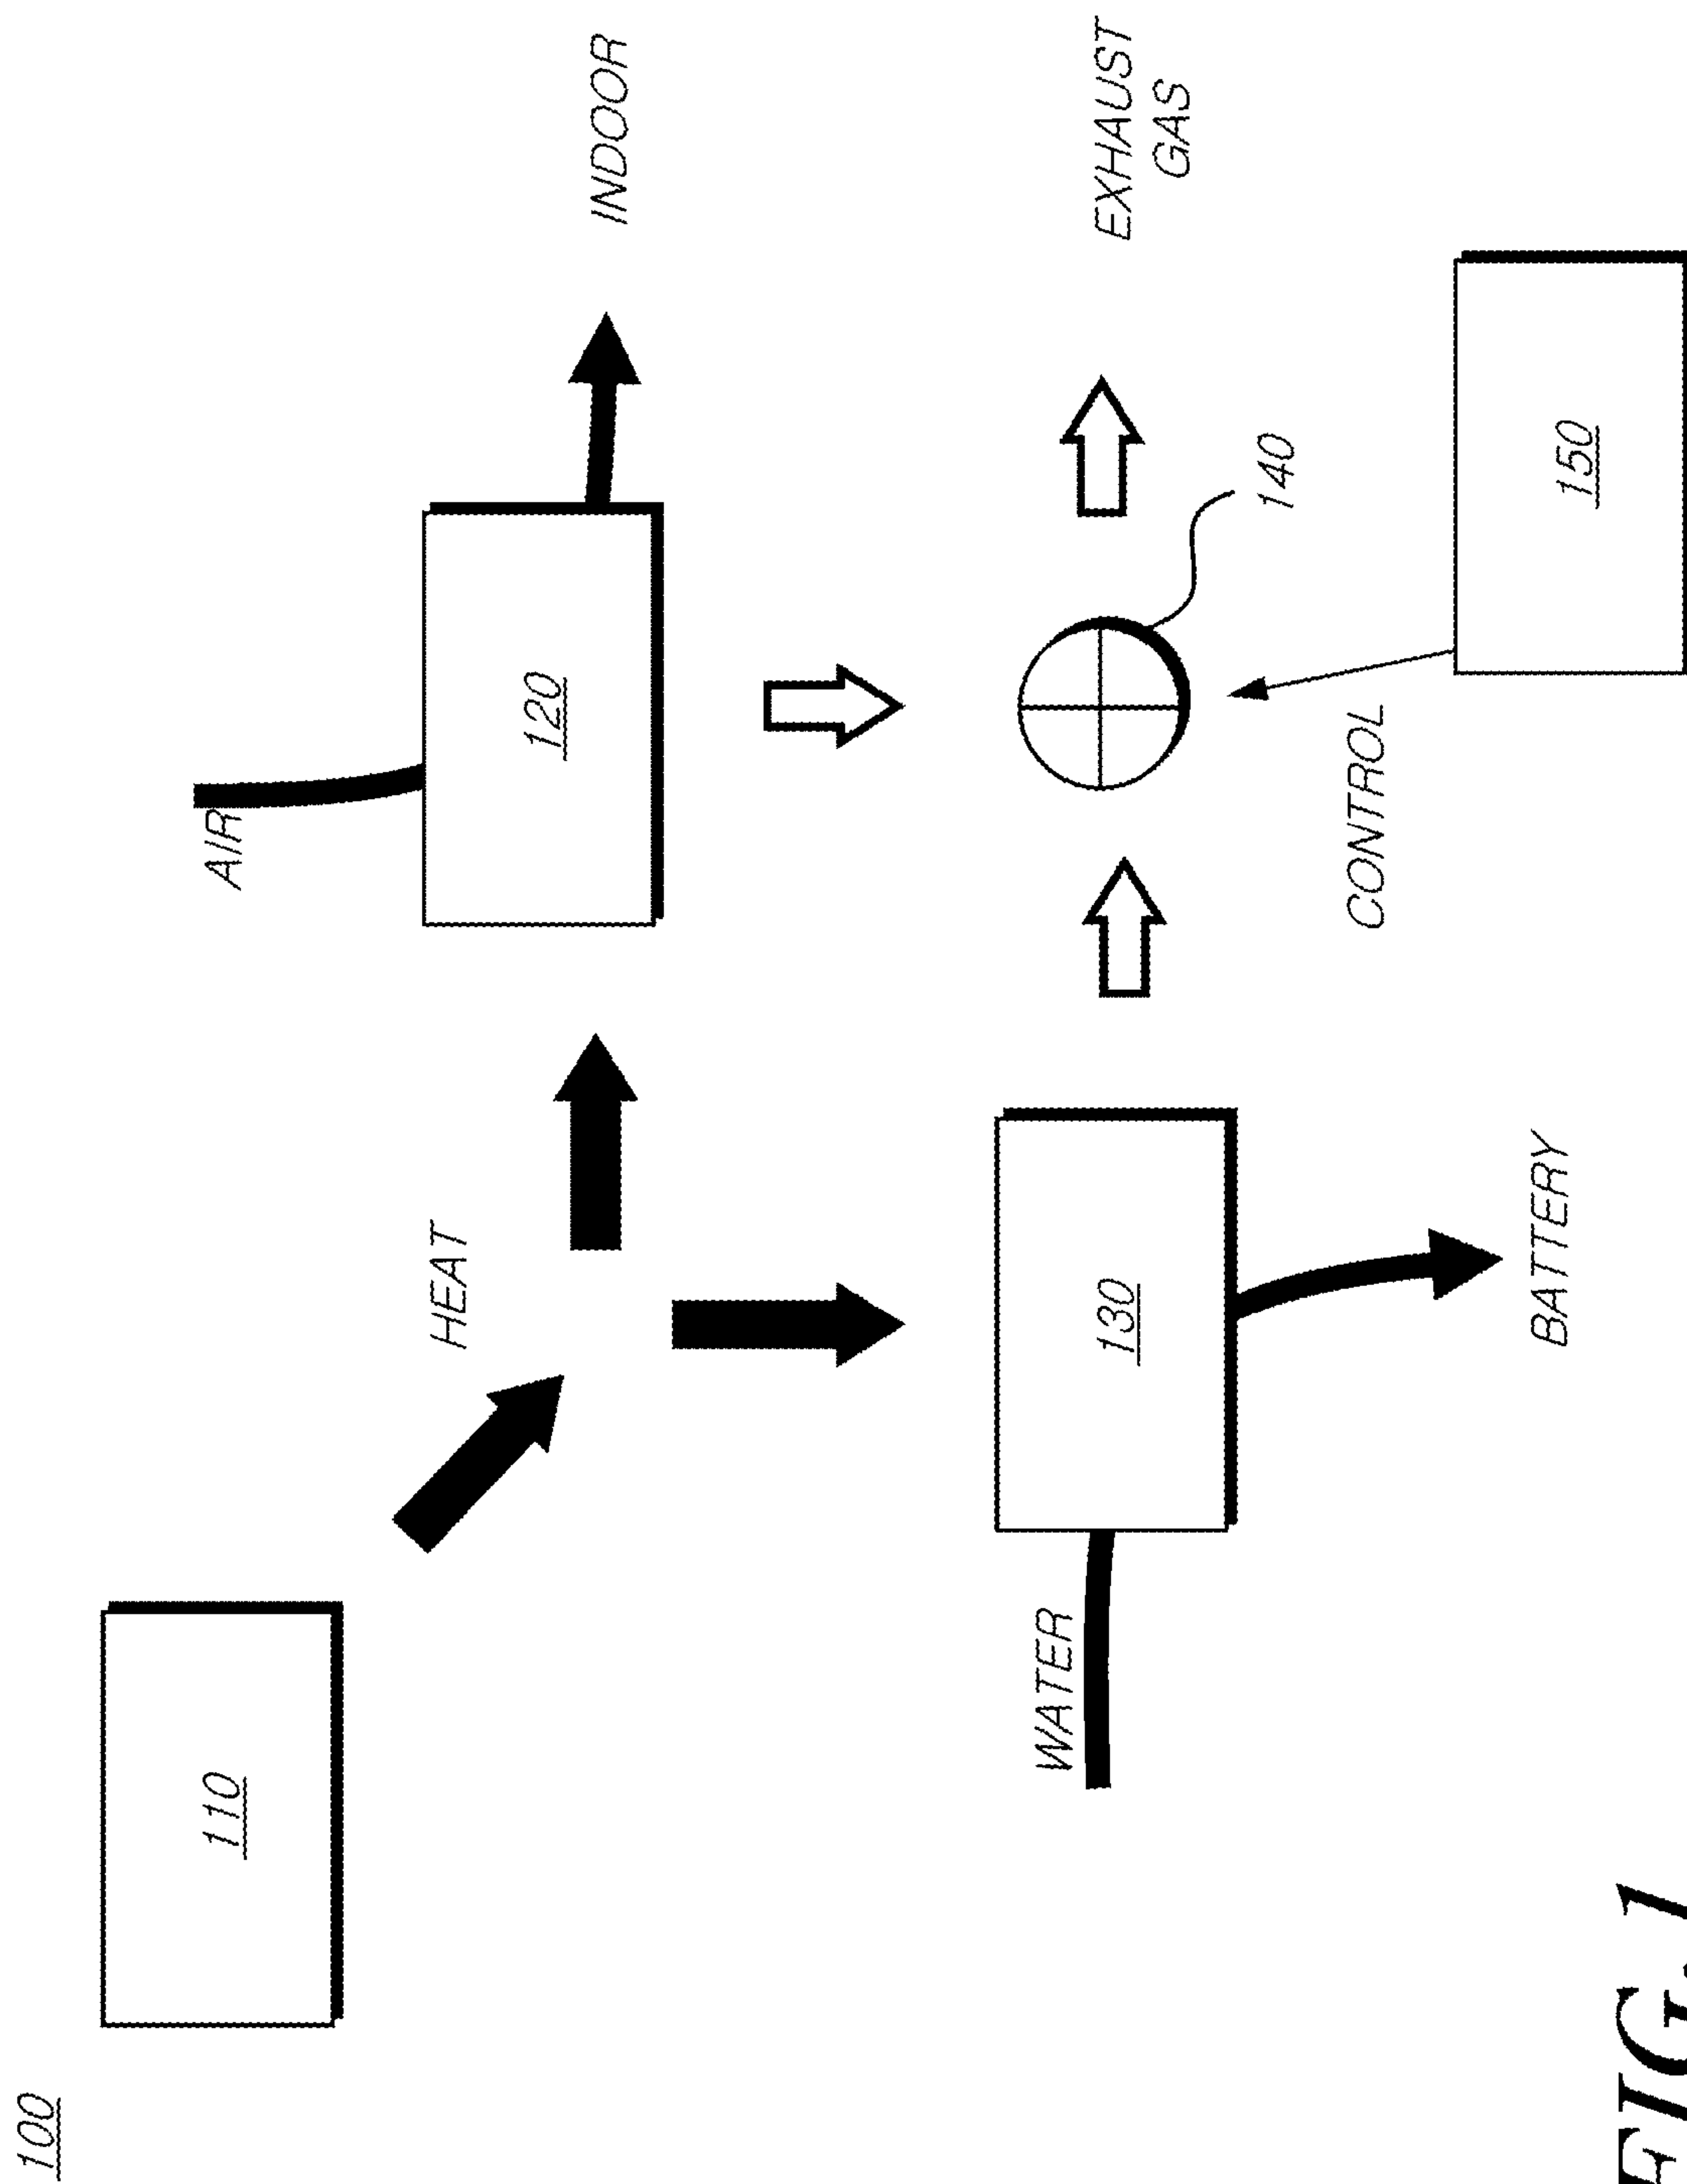 100
110
HEAT
AIR
120
INDOOR
WATER
130
BATTERY
140
EXHAUST
GAS
CONTROL
150
FIG. 1